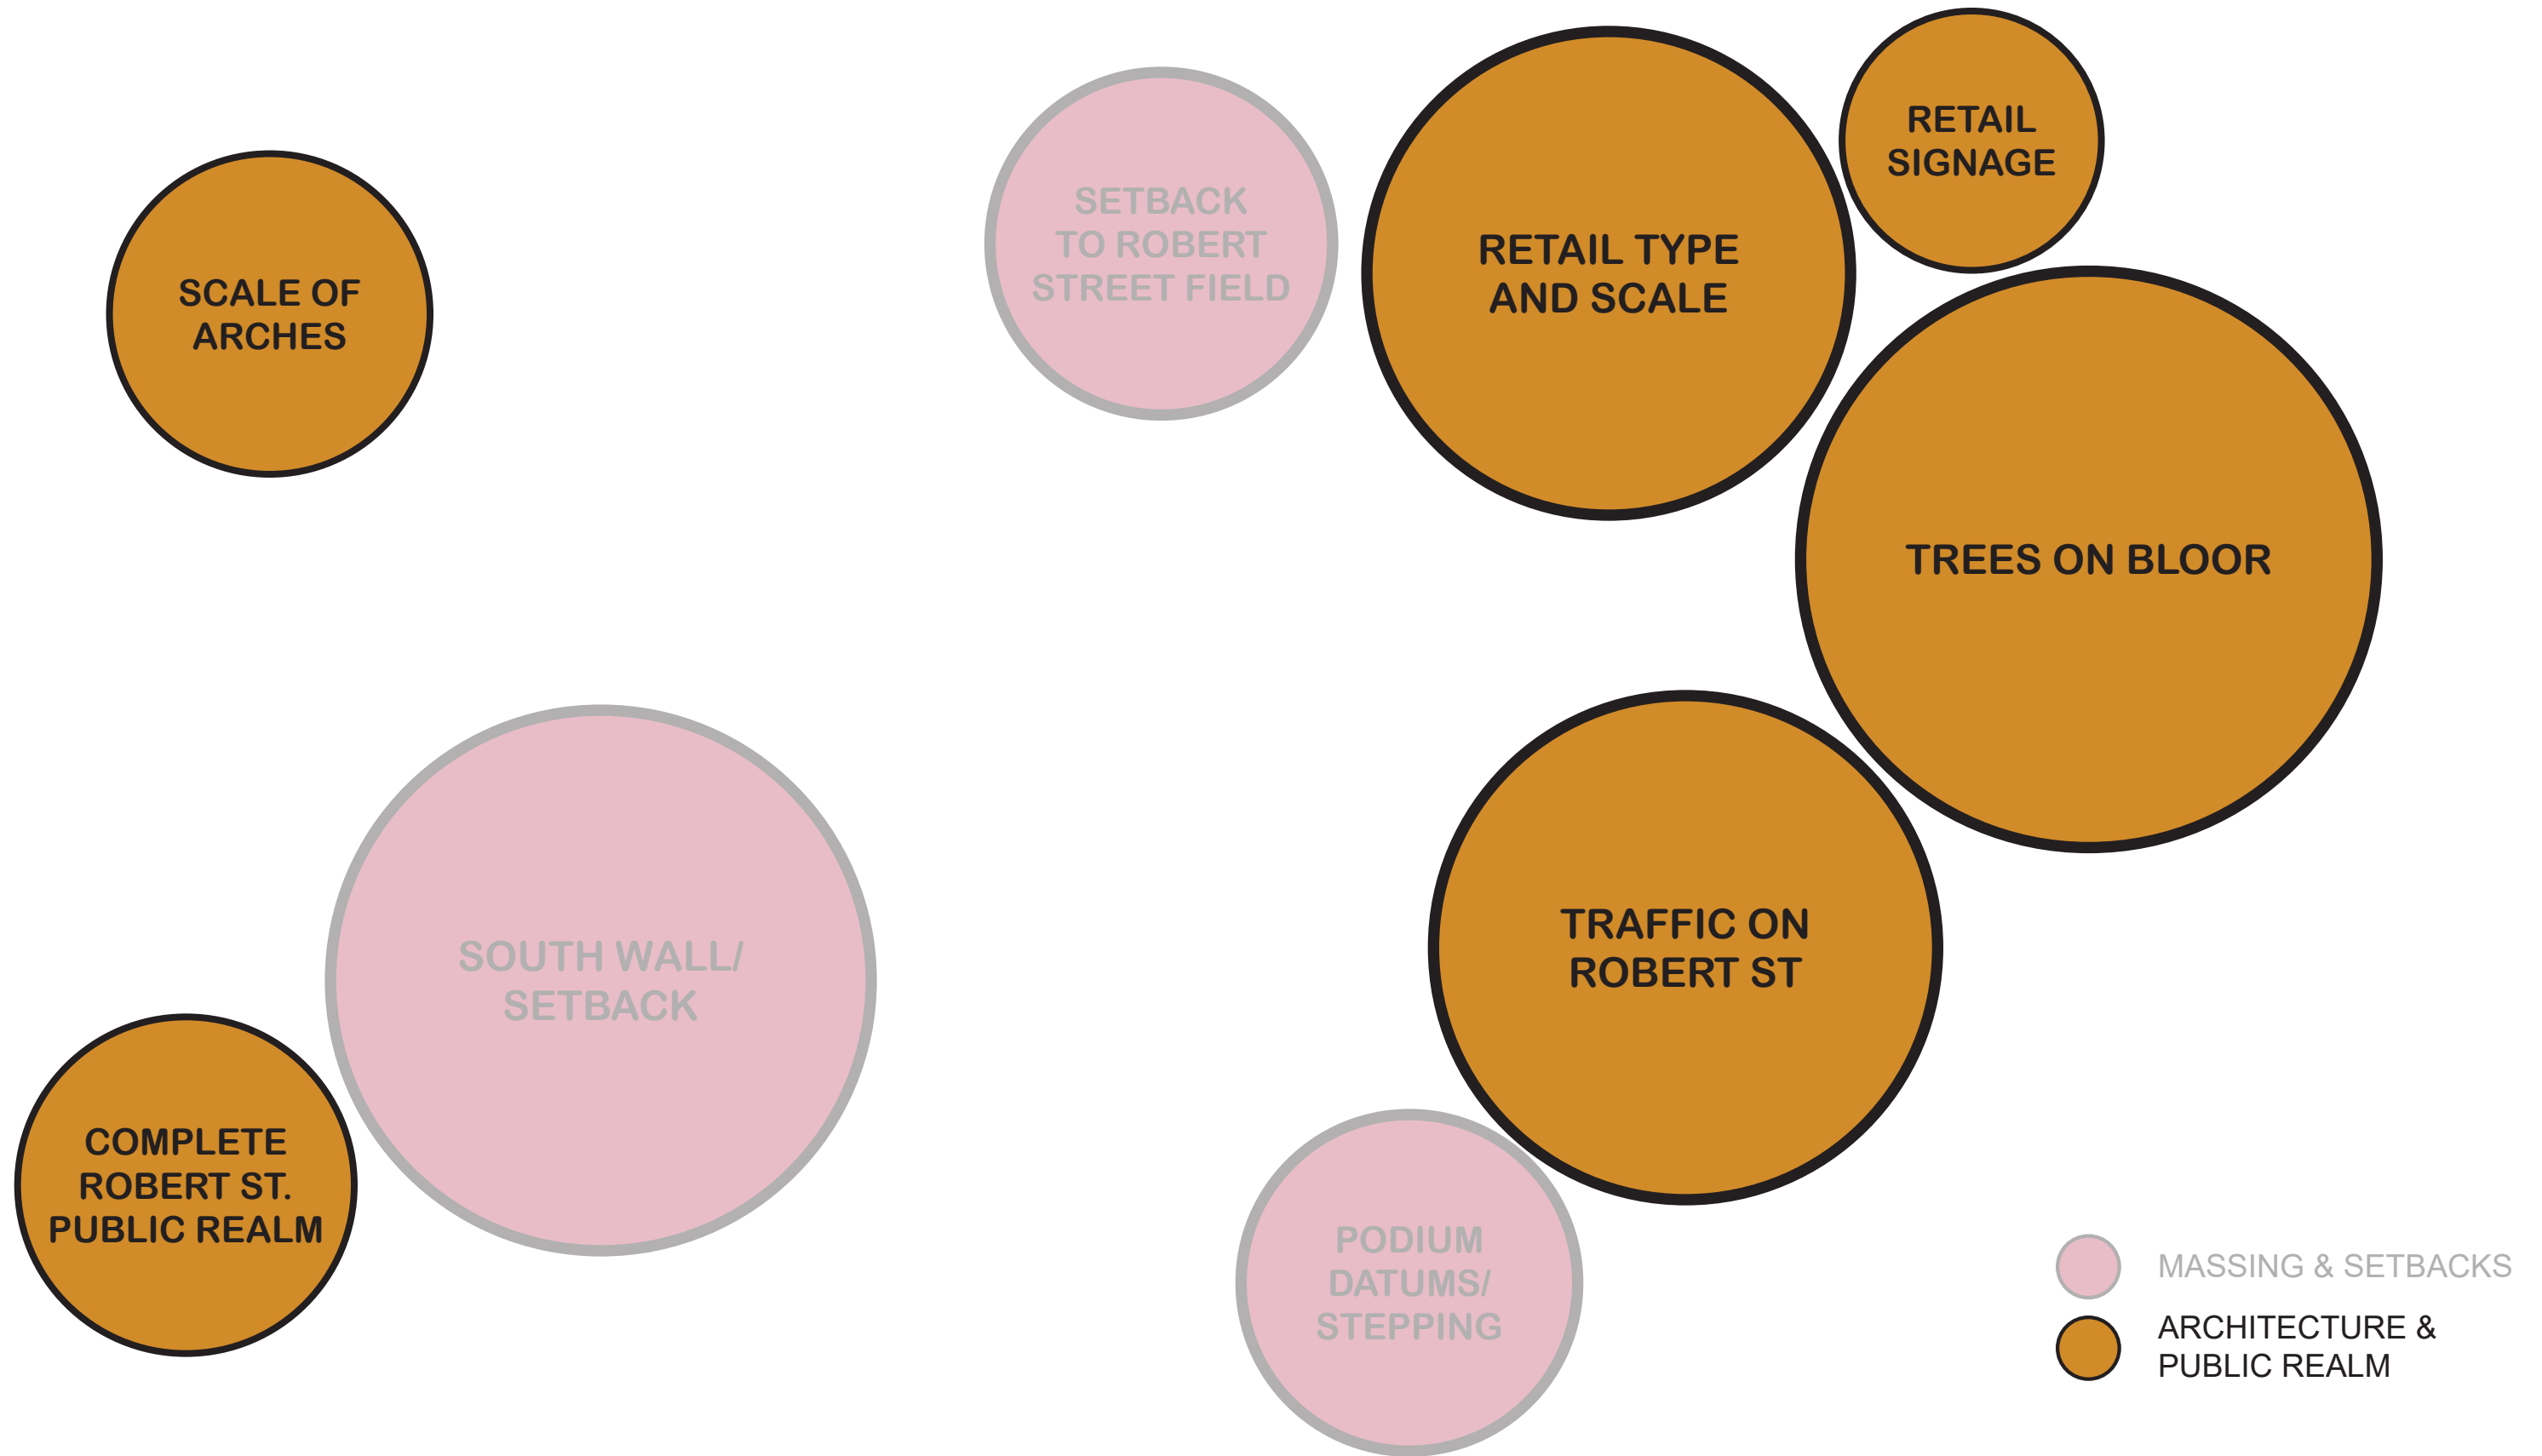 SCALE OF
ARCHES
SETBACK
TO ROBERT
STREET FIELD
RETAIL TYPE
AND SCALE
RETAIL
SIGNAGE
TREES ON BLOOR
SOUTH WALL/
SETBACK
TRAFFIC ON
ROBERT ST
COMPLETE
ROBERT ST.
PUBLIC REALM
PODIUM
DATUMS/
STEPPING
MASSING & SETBACKS
ARCHITECTURE &
PUBLIC REALM